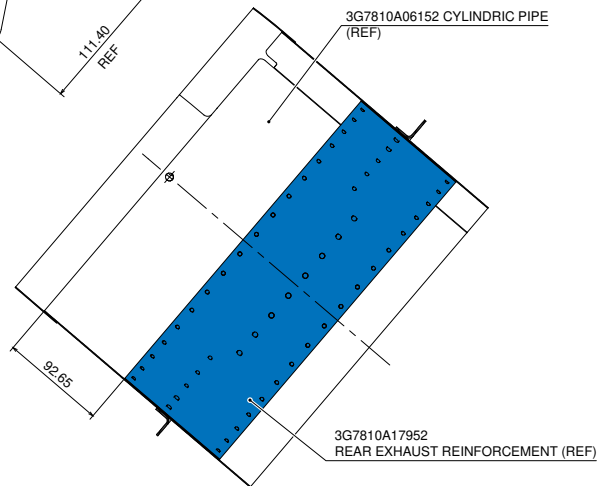 111.40
REF
3G7810A06152 CYLINDRIC PIPE
(REF)
92.65
3G7810A17952
REAR EXHAUST REINFORCEMENT (REF)